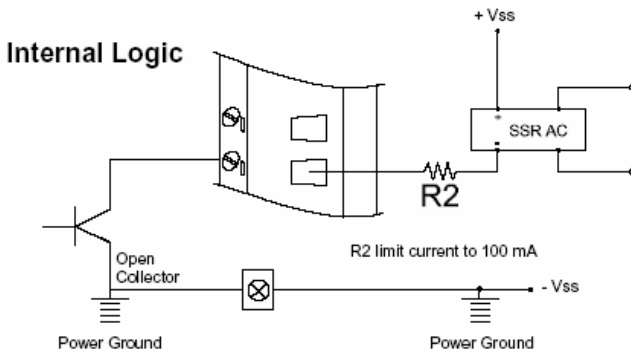 + Vss
Internal Logic
+
-
SSR AC
R2
R2 limit current to 100 mA
Open
Collector
- Vss
Power Ground
Power Ground